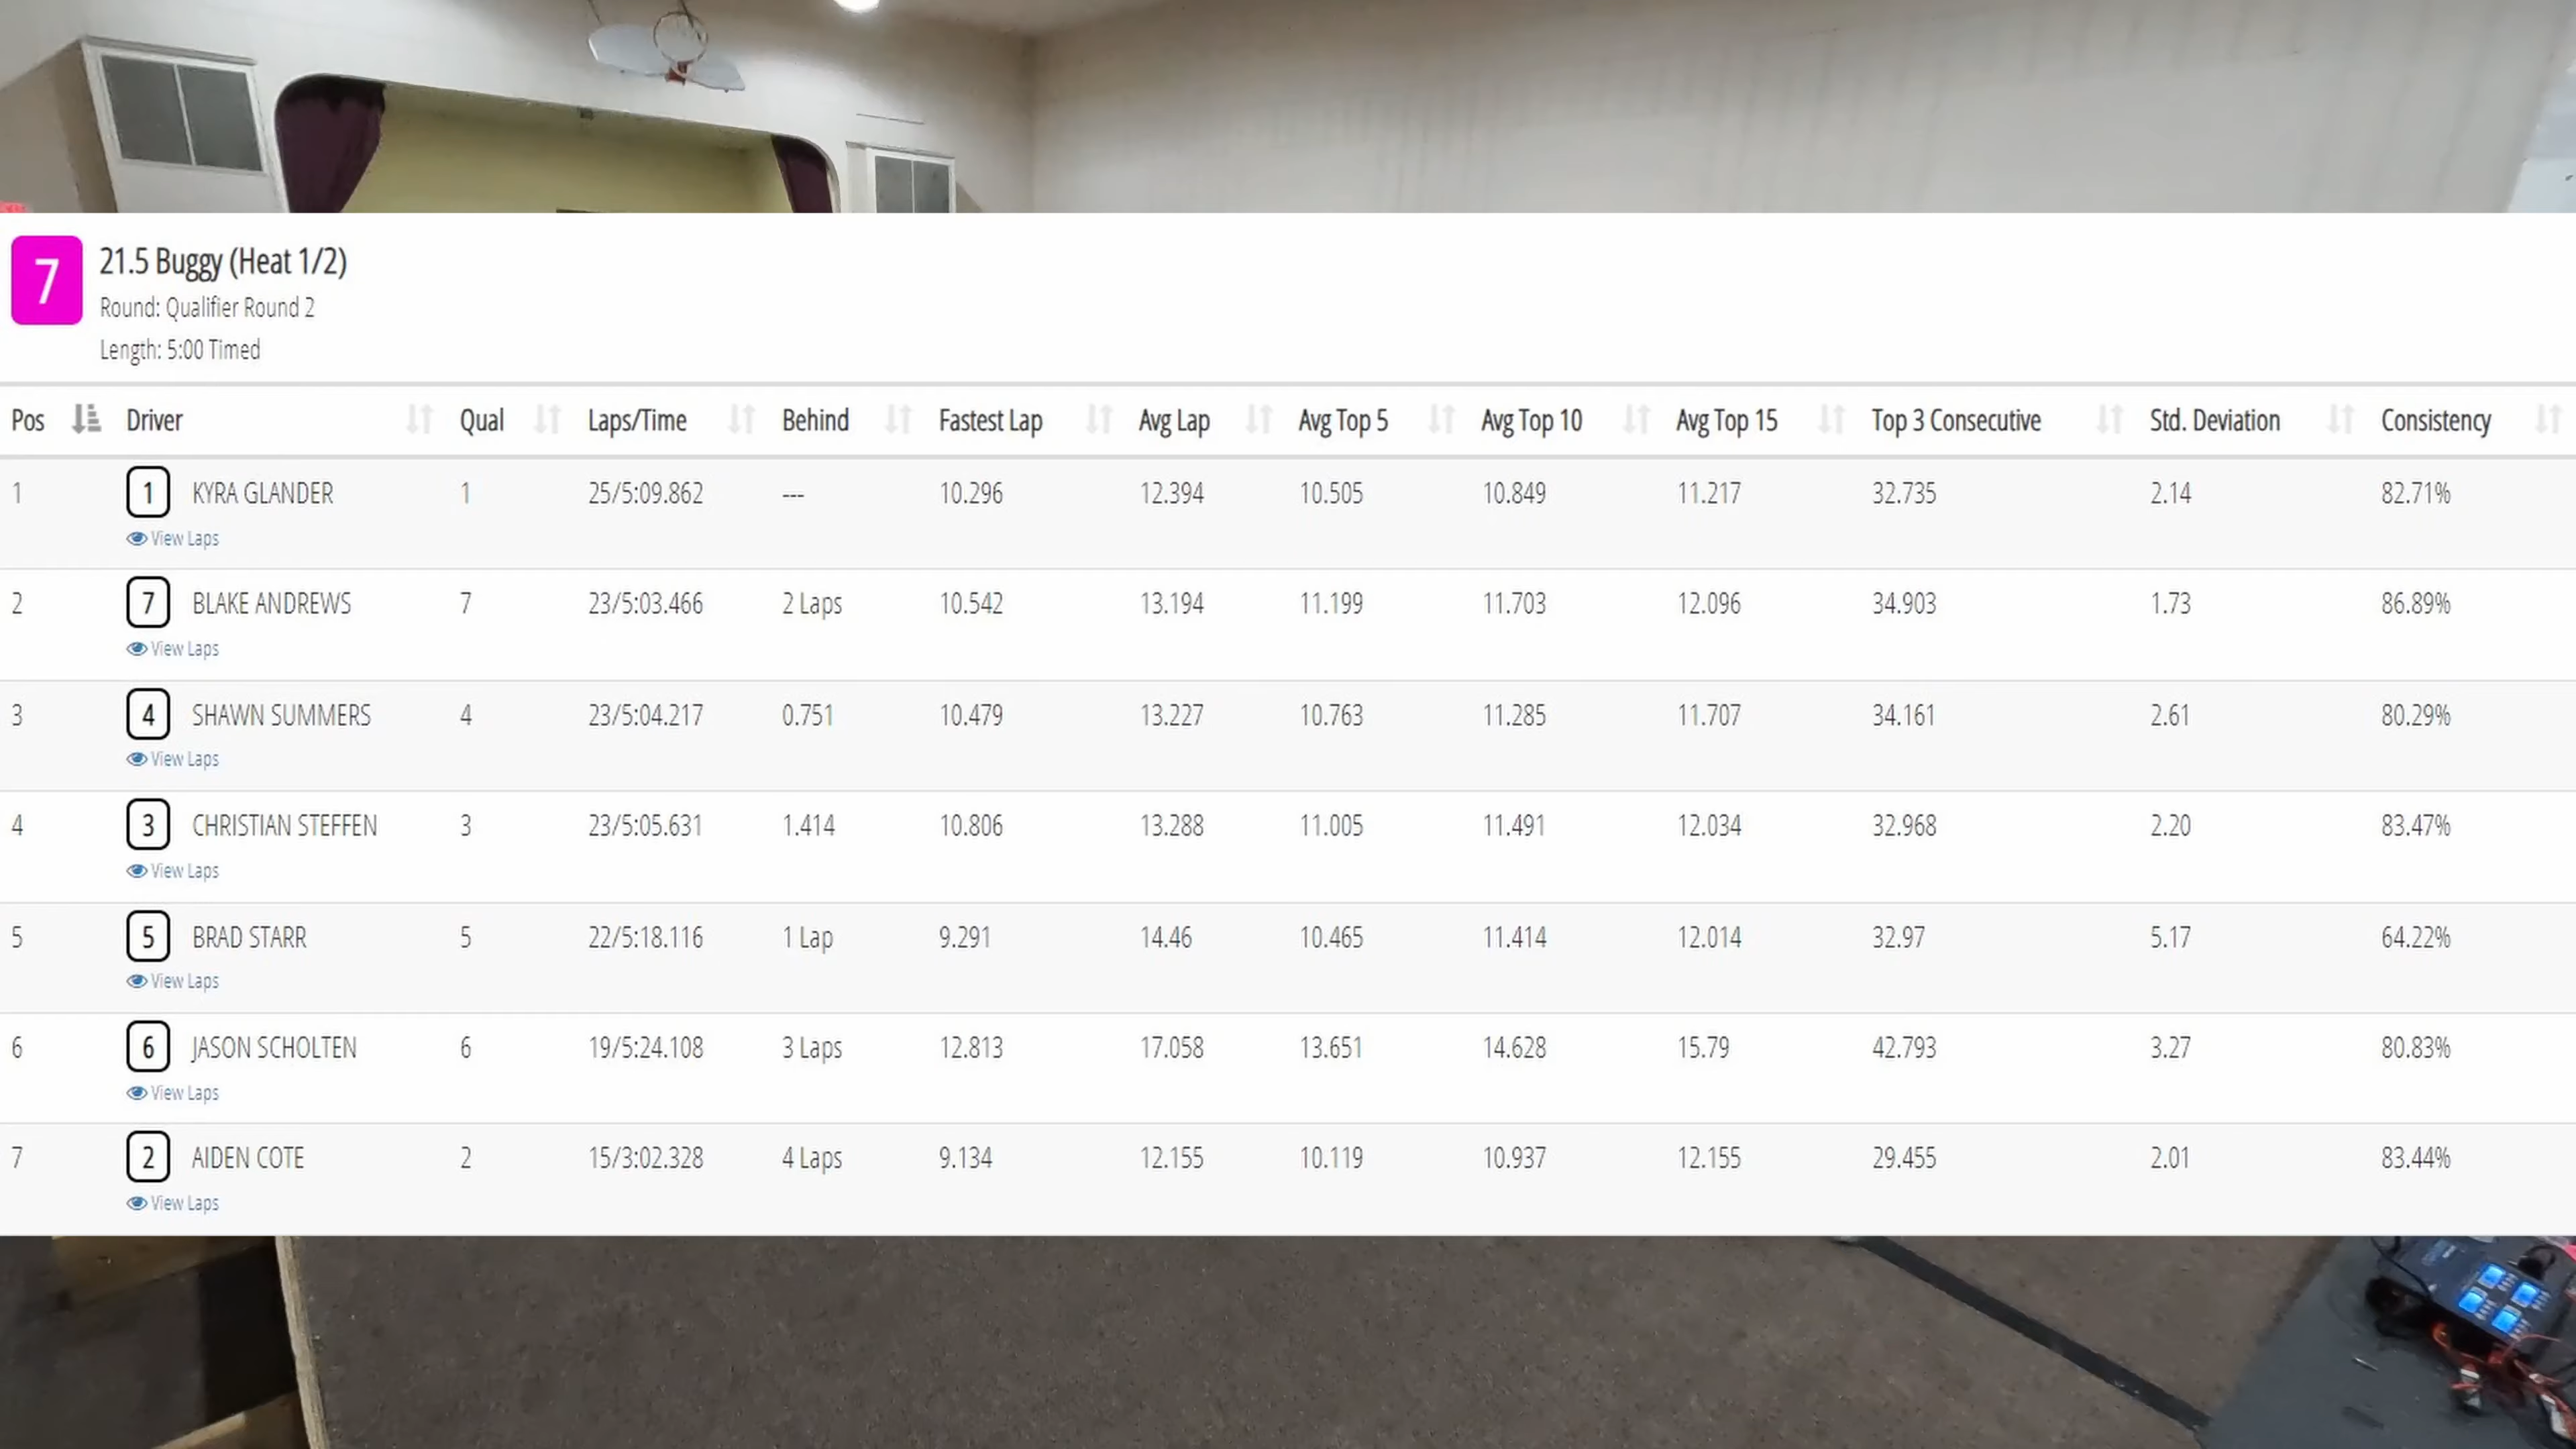 7
21.5 Buggy (Heat 1/2)
Round: Qualifier Round 2
Length: 5:00 Timed
Pos Driver Qual Laps/Time Behind Fastest Lap Avg Lap Avg Top 5 Avg Top 10 Avg Top 15 Top 3 Consecutive Std. Deviation Consistency
1 1 KYRA GLANDER 1 25/5:09.862 --- 10.296 12.394 10.505 10.849 11.217 32.735 2.14 82.71%
View Laps
2 7 BLAKE ANDREWS 7 23/5:03.466 2 Laps 10.542 13.194 11.199 11.703 12.096 34.903 1.73 86.89%
View Laps
3 4 SHAWN SUMMERS 4 23/5:04.217 0.751 10.479 13.227 10.763 11.285 11.707 34.161 2.61 80.29%
View Laps
4 3 CHRISTIAN STEFFEN 3 23/5:05.631 1.414 10.806 13.288 11.005 11.491 12.034 32.968 2.20 83.47%
View Laps
5 5 BRAD STARR 5 22/5:18.116 1 Lap 9.291 14.46 10.465 11.414 12.014 32.97 5.17 64.22%
View Laps
6 6 JASON SCHOLTEN 6 19/5:24.108 3 Laps 12.813 17.058 13.651 14.628 15.79 42.793 3.27 80.83%
View Laps
7 2 AIDEN COTE 2 15/3:02.328 4 Laps 9.134 12.155 10.119 10.937 12.155 29.455 2.01 83.44%
View Laps